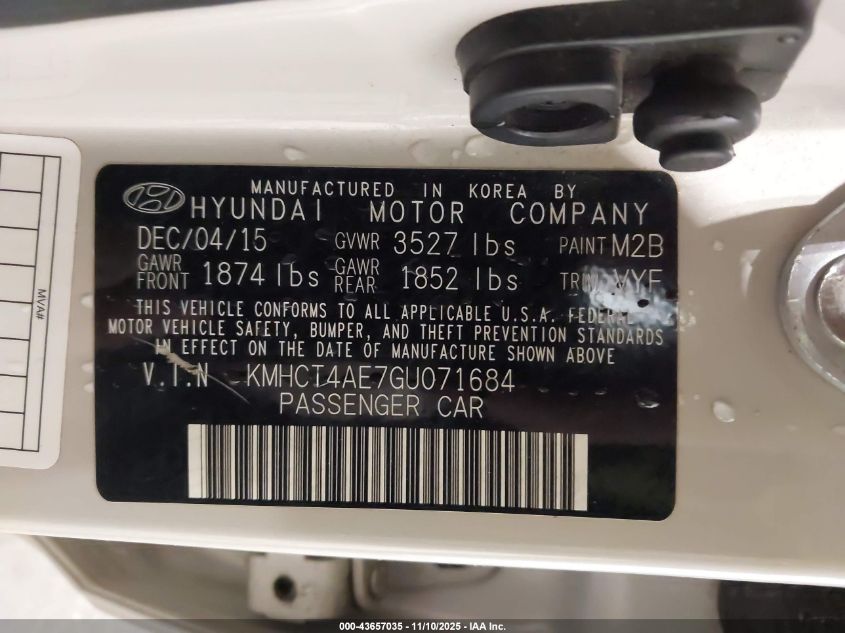 MANUFACTURED IN KOREA BY
HYUNDAI MOTOR COMPANY
DEC/04/15 GVWR 3527 lbs PAINT M2B
GAWR FRONT 1874 lbs GAWR REAR 1852 lbs TRIM YYF
THIS VEHICLE CONFORMS TO ALL APPLICABLE U.S.A. FEDERAL
MOTOR VEHICLE SAFETY, BUMPER, AND THEFT PREVENTION STANDARDS
IN EFFECT ON THE DATE OF MANUFACTURE SHOWN ABOVE
V.I.N KMHCT4AE7GU071684
PASSENGER CAR
MVA#
000-43657035 - 11/10/2025 - IAA Inc.